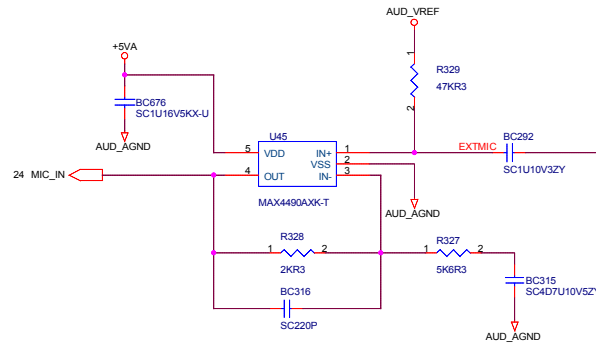 AUD_VREF
+5VA
1
R329
47KR3
2
BC676
SC1U16V5KX-U
AUD_AGND
U45
5 VDD IN+ 1
VSS 2
4 OUT IN- 3
MAX4490AXK-T
EXTMIC
BC292
SC1U10V3ZY
24 MIC_IN
AUD_AGND
R328
1 2
2KR3
R327
1 2
5K6R3
BC316
SC220P
BC315
SC4D7U10V5ZY
AUD_AGND